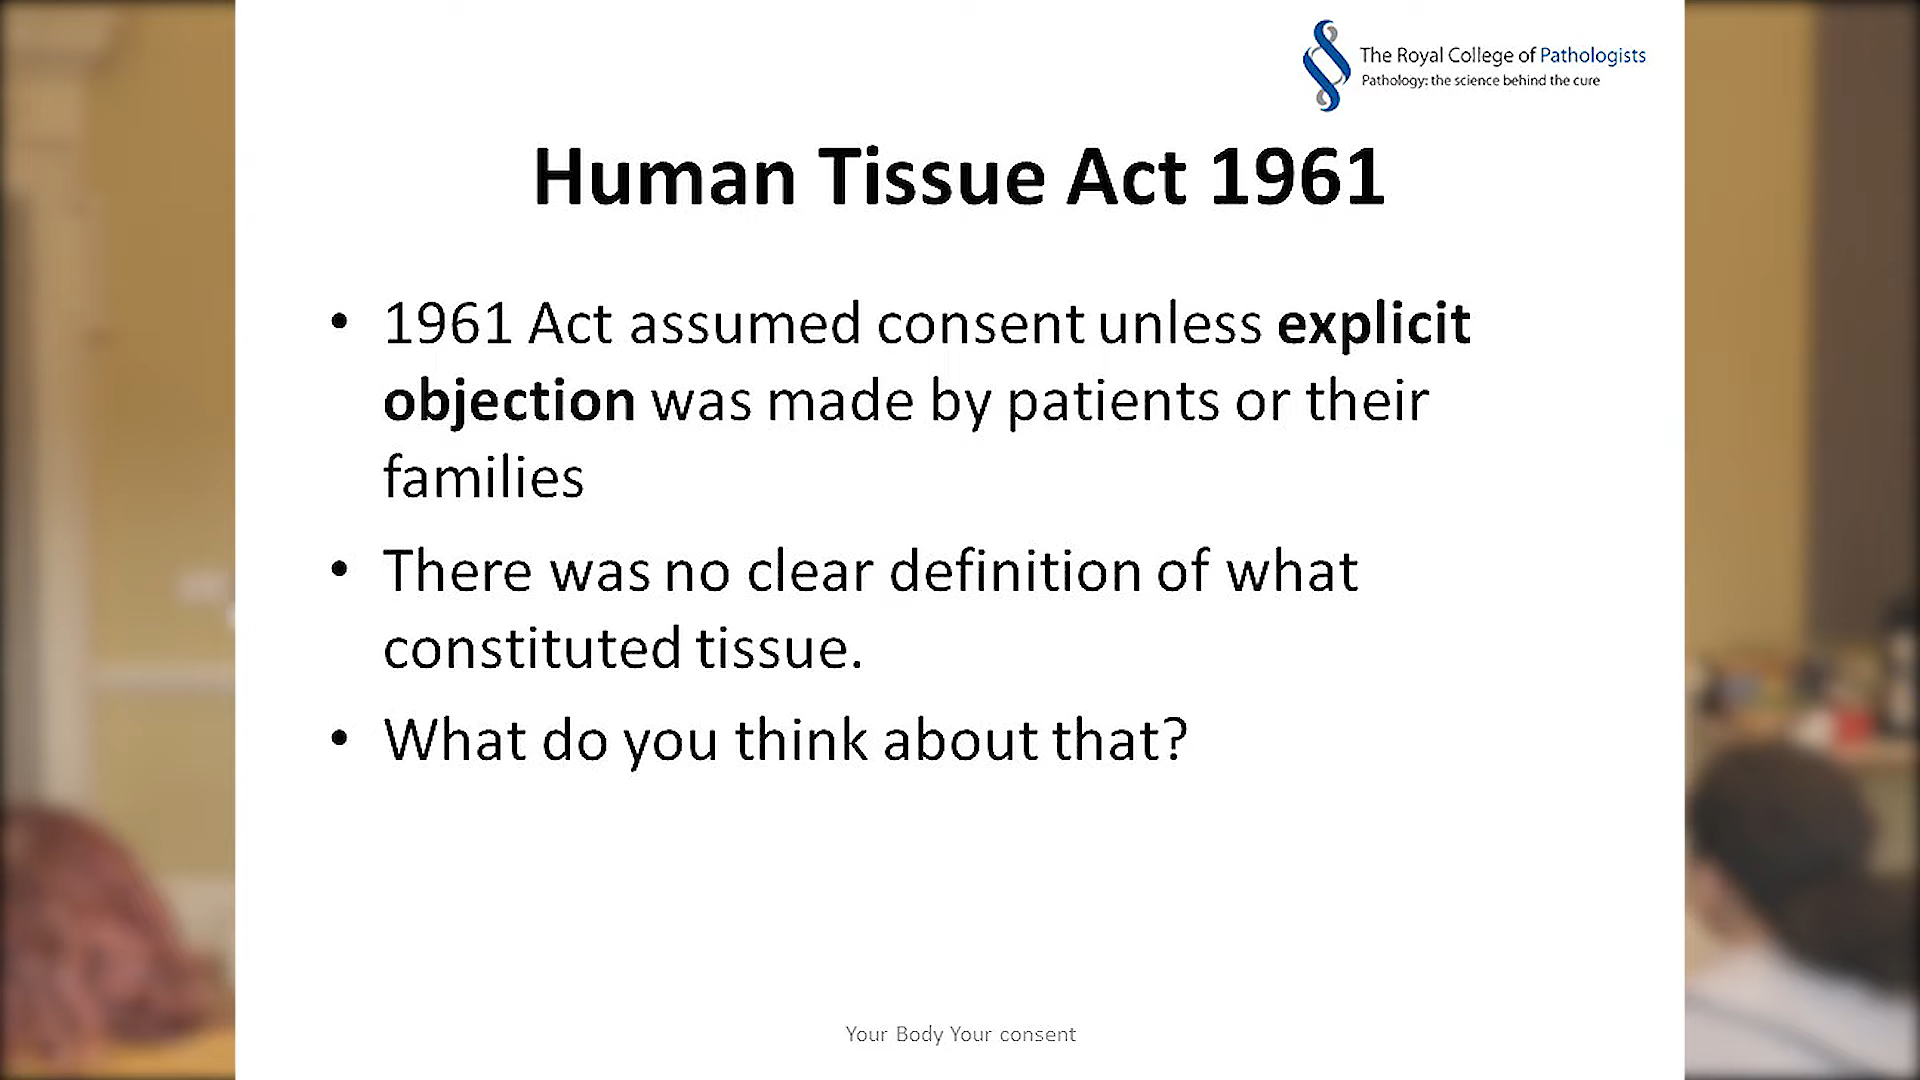 The Royal College of Pathologists
Pathology: the science behind the cure
Human Tissue Act 1961
• 1961 Act assumed consent unless explicit
objection was made by patients or their
families
• There was no clear definition of what
constituted tissue.
• What do you think about that?
Your Body Your consent